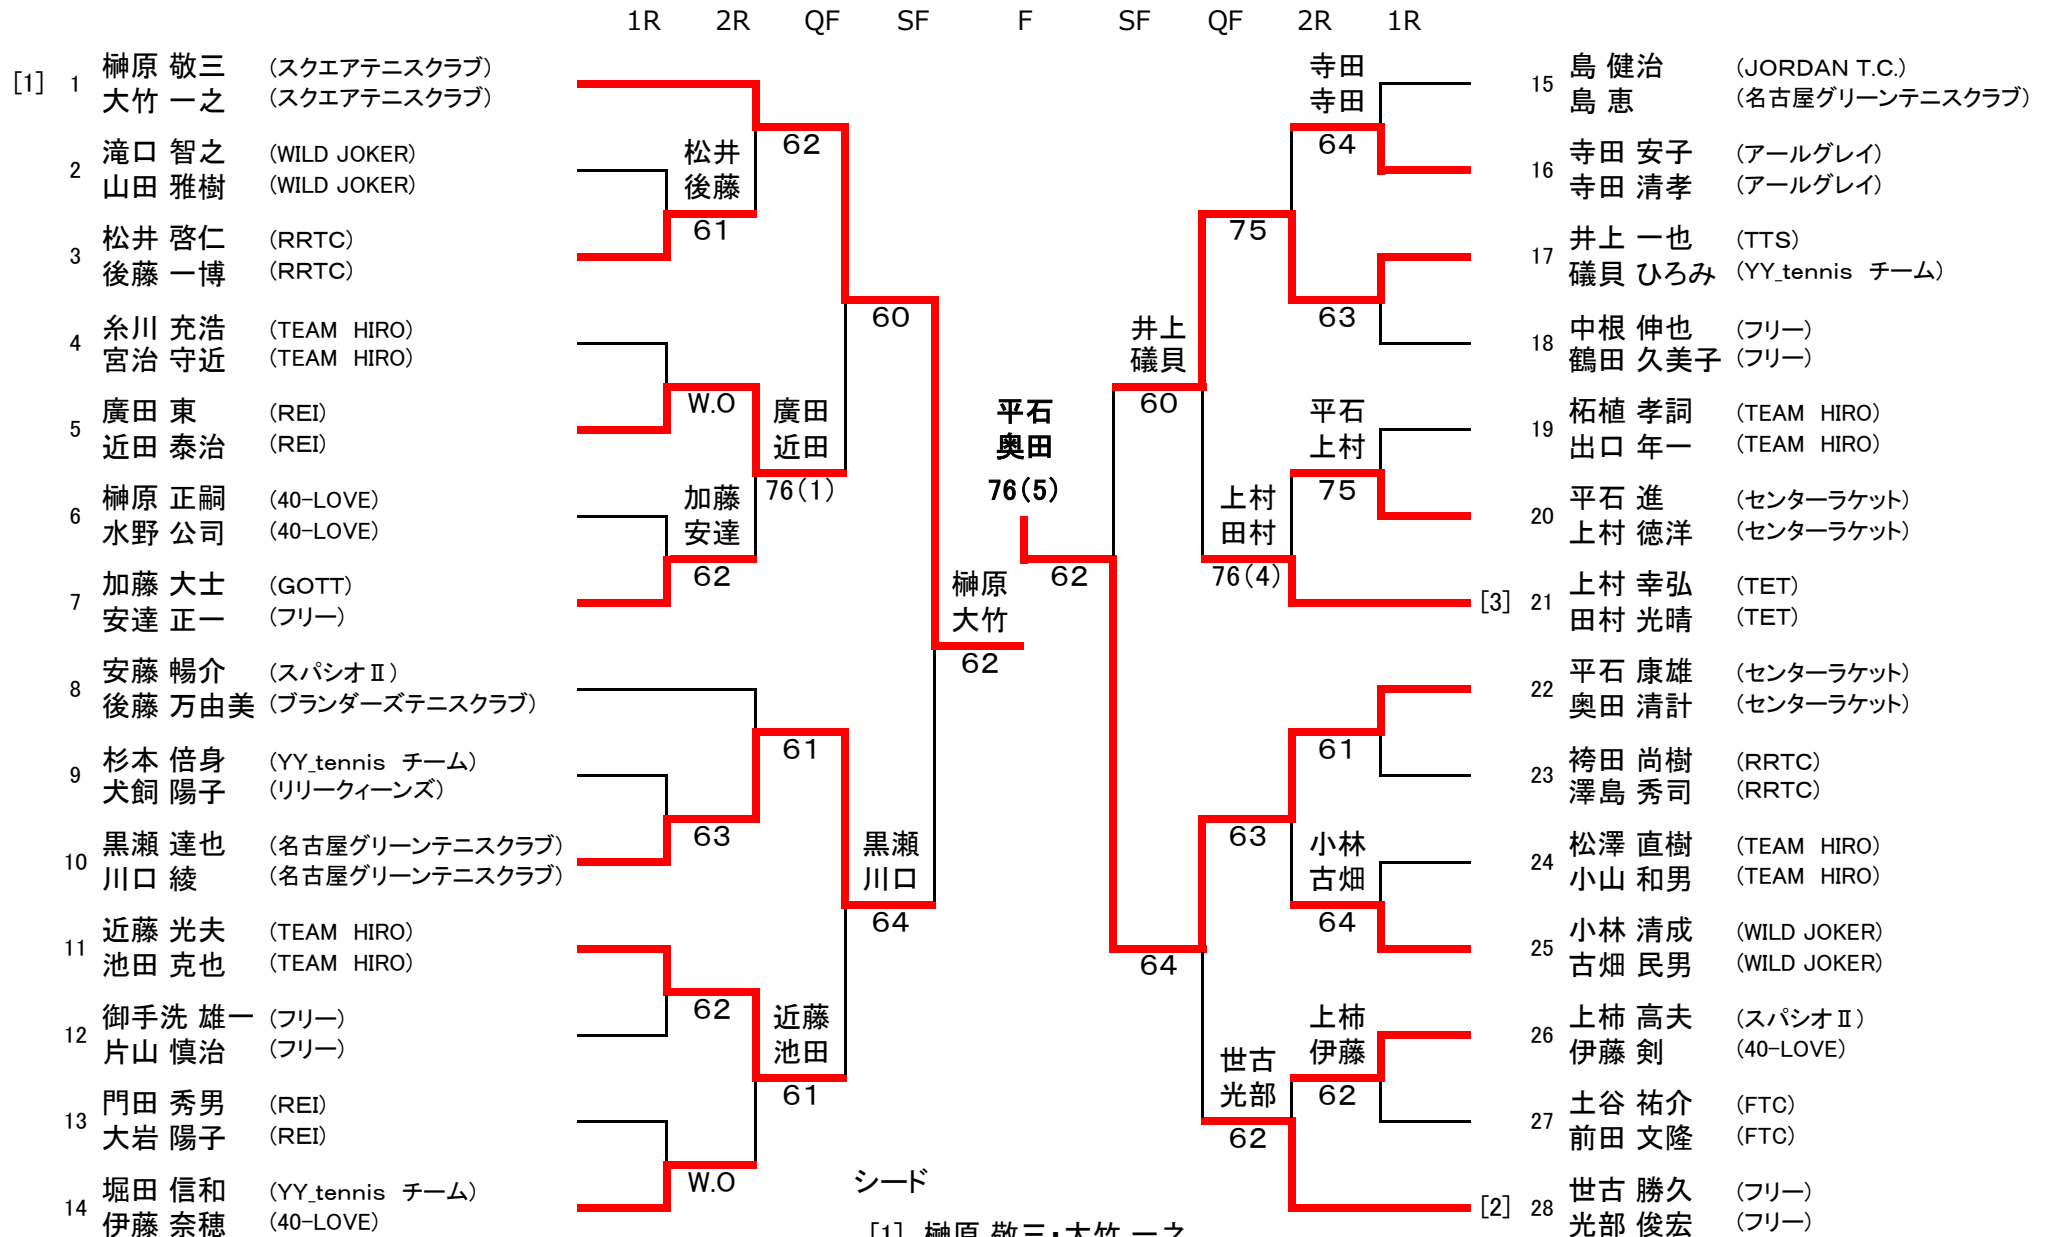 1R 2R QF SF F SF QF 2R 1R
[1] 1 榊原 敬三 (スクエアテニスクラブ)
大竹 一之 (スクエアテニスクラブ)
2 滝口 智之 (WILD JOKER)
山田 雅樹 (WILD JOKER)
3 松井 啓仁 (RRTC)
後藤 一博 (RRTC)
4 糸川 充浩 (TEAM HIRO)
宮治 守近 (TEAM HIRO)
5 廣田 東 (REI)
近田 泰治 (REI)
6 榊原 正嗣 (40-LOVE)
水野 公司 (40-LOVE)
7 加藤 大士 (GOTT)
安達 正一 (フリー)
8 安藤 暢介 (スパシオⅡ)
後藤 万由美 (ブランダーズテニスクラブ)
9 杉本 倍身 (YY_tennis チーム)
犬飼 陽子 (リリークィーンズ)
10 黒瀬 達也 (名古屋グリーンテニスクラブ)
川口 綾 (名古屋グリーンテニスクラブ)
11 近藤 光夫 (TEAM HIRO)
池田 克也 (TEAM HIRO)
12 御手洗 雄一 (フリー)
片山 慎治 (フリー)
13 門田 秀男 (REI)
大岩 陽子 (REI)
14 堀田 信和 (YY_tennis チーム)
伊藤 奈穂 (40-LOVE)
松井
後藤
61
W.O
加藤
安達
62
63
62
W.O
62
廣田
近田
76(1)
61
近藤
池田
61
60
黒瀬
川口
64
榊原
大竹
62
平石
奥田
76(5)
62
井上
礒貝
60
64
75
上村
田村
76(4)
63
世古
光部
62
寺田
寺田
64
63
平石
上村
75
61
小林
古畑
64
上柿
伊藤
62
15 島 健治 (JORDAN T.C.)
島 恵 (名古屋グリーンテニスクラブ)
16 寺田 安子 (アールグレイ)
寺田 清孝 (アールグレイ)
17 井上 一也 (TTS)
礒貝 ひろみ (YY_tennis チーム)
18 中根 伸也 (フリー)
鶴田 久美子 (フリー)
19 柘植 孝詞 (TEAM HIRO)
出口 年一 (TEAM HIRO)
20 平石 進 (センターラケット)
上村 徳洋 (センターラケット)
[3] 21 上村 幸弘 (TET)
田村 光晴 (TET)
22 平石 康雄 (センターラケット)
奥田 清計 (センターラケット)
23 袴田 尚樹 (RRTC)
澤島 秀司 (RRTC)
24 松澤 直樹 (TEAM HIRO)
小山 和男 (TEAM HIRO)
25 小林 清成 (WILD JOKER)
古畑 民男 (WILD JOKER)
26 上柿 高夫 (スパシオⅡ)
伊藤 剣 (40-LOVE)
27 土谷 祐介 (FTC)
前田 文隆 (FTC)
[2] 28 世古 勝久 (フリー)
光部 俊宏 (フリー)
シード
[1] 榊原 敬三・大竹 一之